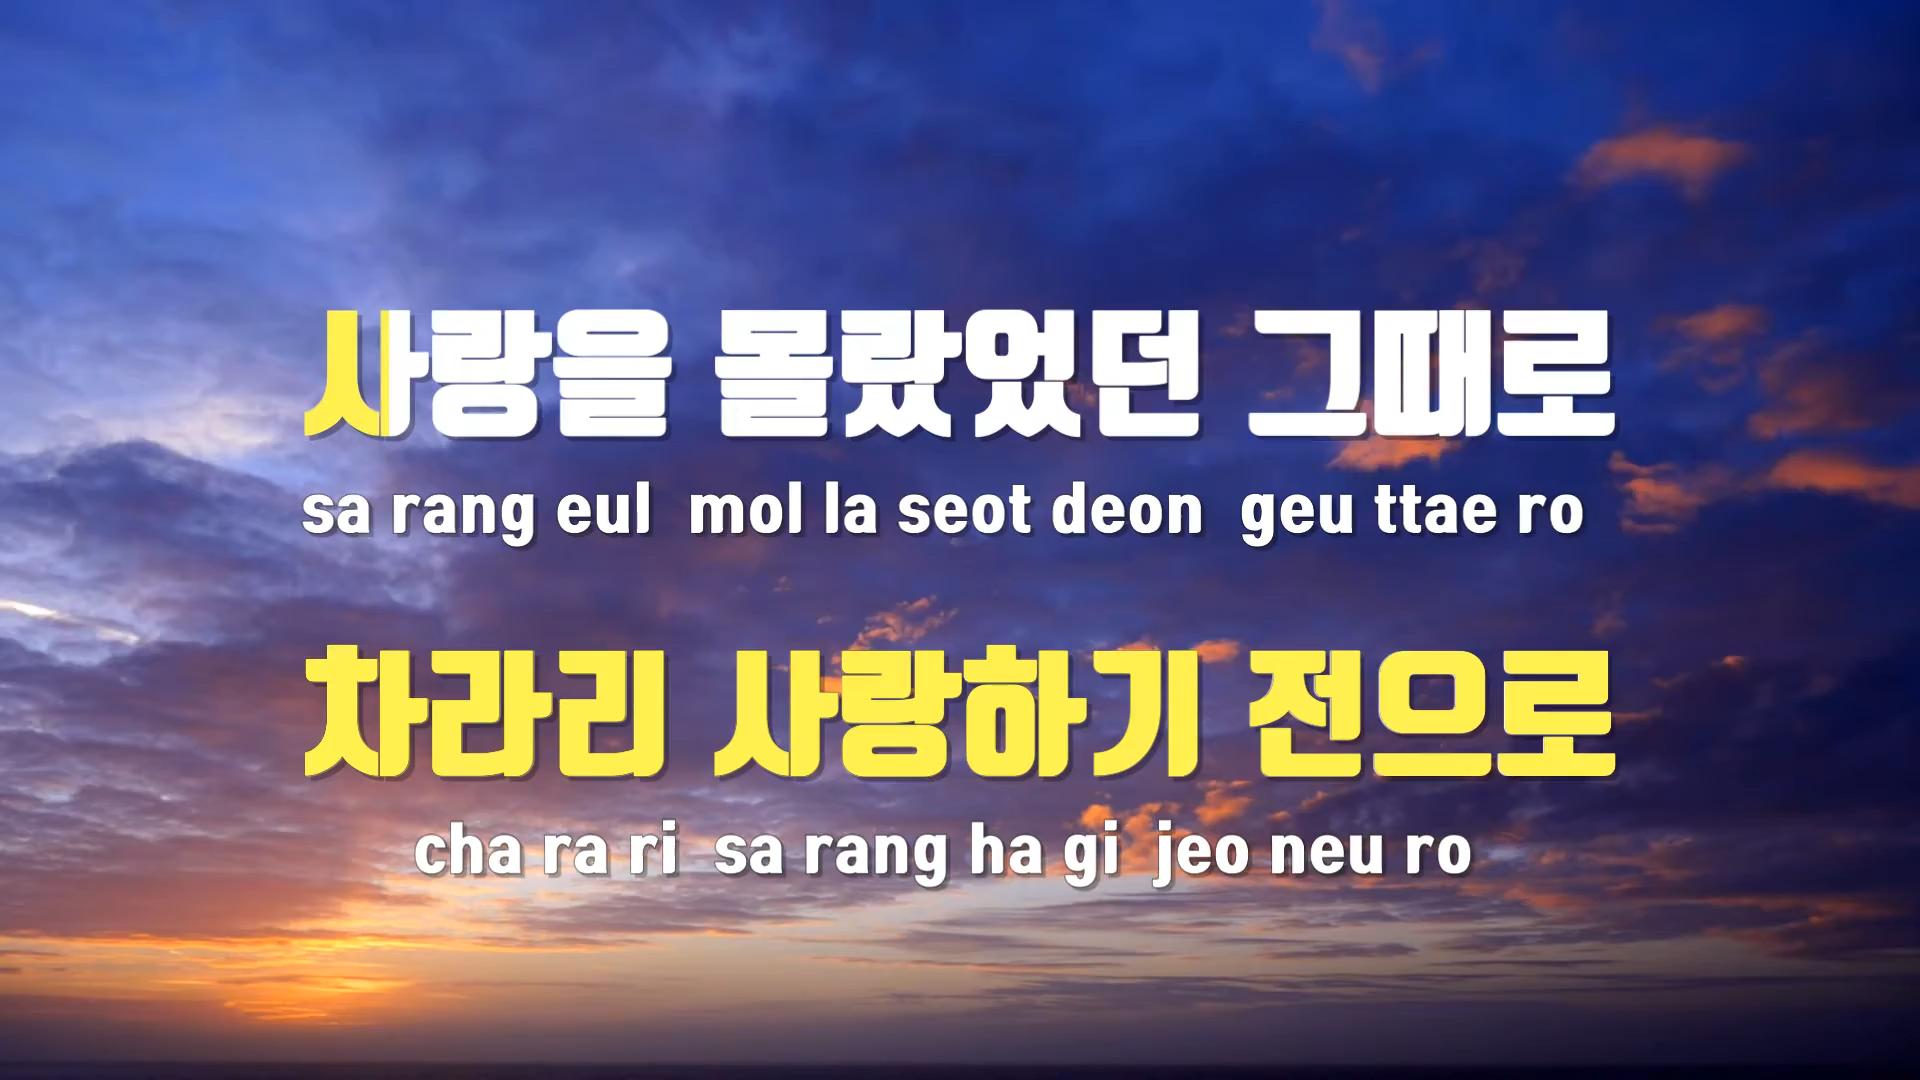 사랑을 몰랐었던 그때로
sa rang eul mol la seot deon geu ttae ro
차라리 사랑하기 전으로
cha ra ri sa rang ha gi jeo neu ro